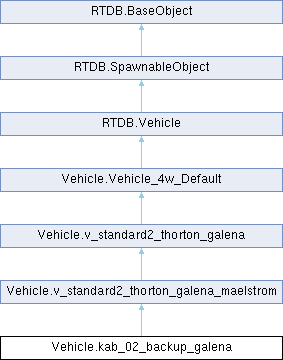 RTDB.BaseObject
RTDB.SpawnableObject
RTDB.Vehicle
Vehicle.Vehicle_4w_Default
Vehicle.v_standard2_thorton_galena
Vehicle.v_standard2_thorton_galena_maelstrom
Vehicle.kab_02_backup_galena